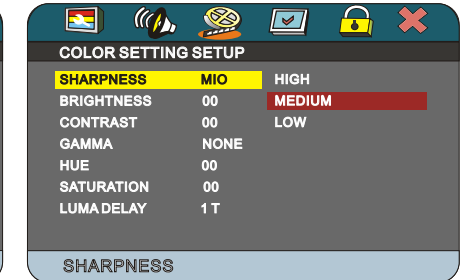 COLOR SETTING SETUP
SHARPNESS MIO HIGH
BRIGHTNESS 00 MEDIUM
CONTRAST 00 LOW
GAMMA NONE
HUE 00
SATURATION 00
LUMA DELAY 1 T
SHARPNESS